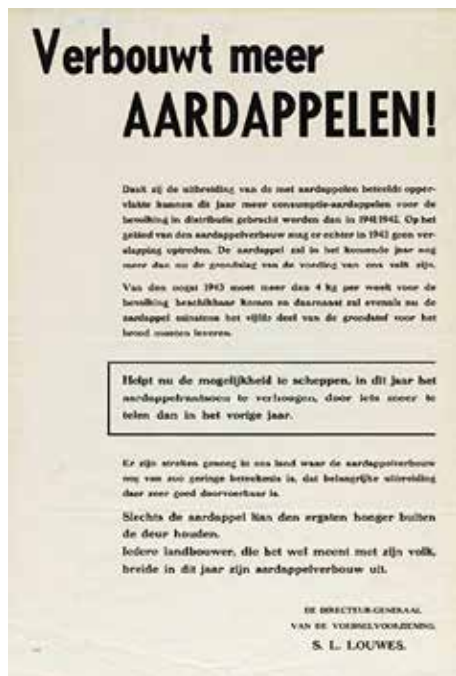 Verbouwt meer
AARDAPPELEN!
Dank zij de uitbreiding van de met aardappelen beteelde opper-
vlakte kunnen dit jaar meer consumptie-aardappelen voor de
bevolking in distributie gebracht worden dan in 1941/1942. Op het
gebied van den aardappelverbouw mag er echter in 1943 geen ver-
slapping optreden. De aardappel zal in het komende jaar nog
meer dan nu de grondslag van de voeding van ons volk zijn.
Van den oogst 1943 moet meer dan 4 kg per week voor de
bevolking beschikbaar komen en daarnaast zal evenals nu de
aardappel minstens het vijfde deel van de grondstof voor het
brood moeten leveren.
Helpt nu de mogelijkheid te scheppen, in dit jaar het
aardappelrantsoen te verhoogen, door iets meer te
telen dan in het vorige jaar.
Er zijn streken genoeg in ons land waar de aardappelverbouw
nog van zoo geringe beteekenis is, dat belangrijke uitbreiding
daar zeer goed doorvoerbaar is.
Slechts de aardappel kan den ergsten honger buiten
de deur houden.
Iedere landbouwer, die het wel meent met zijn volk,
breide in dit jaar zijn aardappelverbouw uit.
DE DIRECTEUR-GENERAAL
VAN DE VOEDSELVOORZIENING,
S. L. LOUWES.